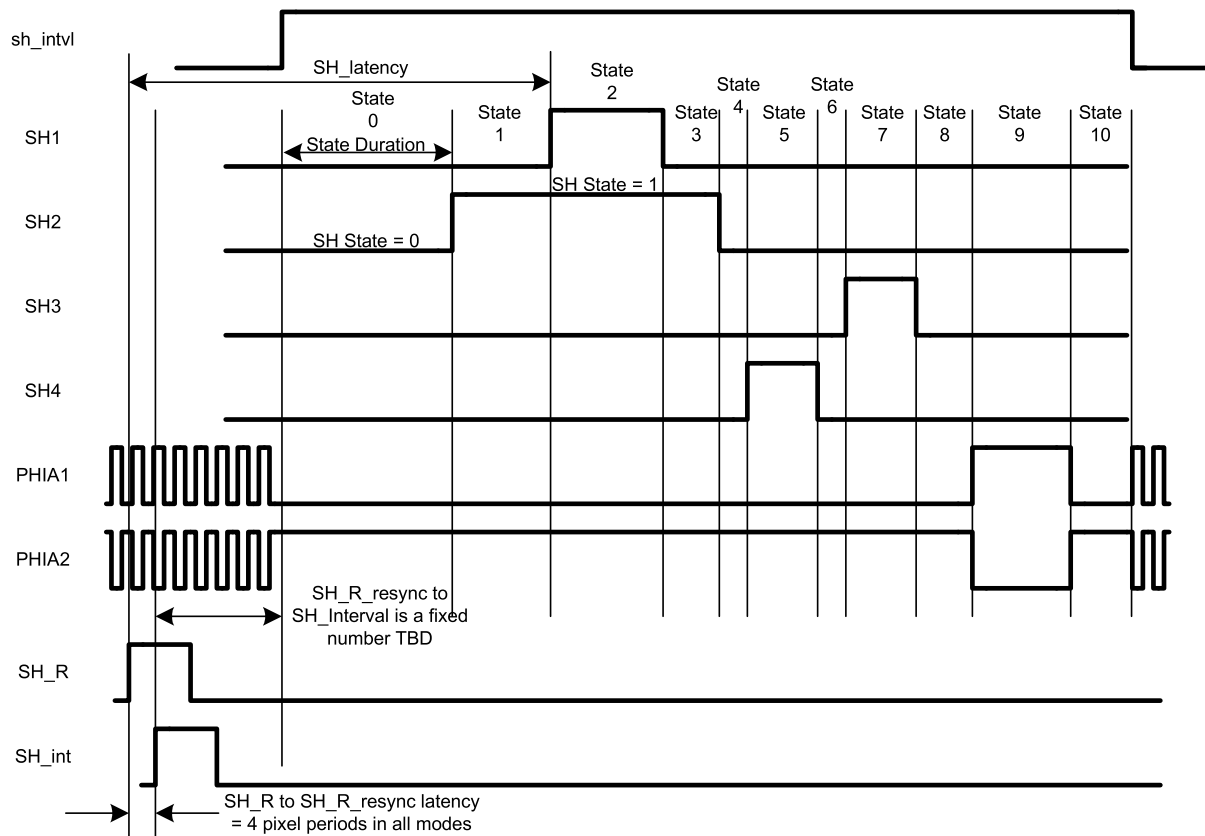 sh_intvl
SH_latency
State
0
State
1
State
2
State
3
State
4
State
5
State
6
State
7
State
8
State
9
State
10
SH1
State Duration
SH State = 1
SH2
SH State = 0
SH3
SH4
PHIA1
PHIA2
SH_R_resync to
SH_Interval is a fixed
number TBD
SH_R
SH_int
SH_R to SH_R_resync latency
= 4 pixel periods in all modes